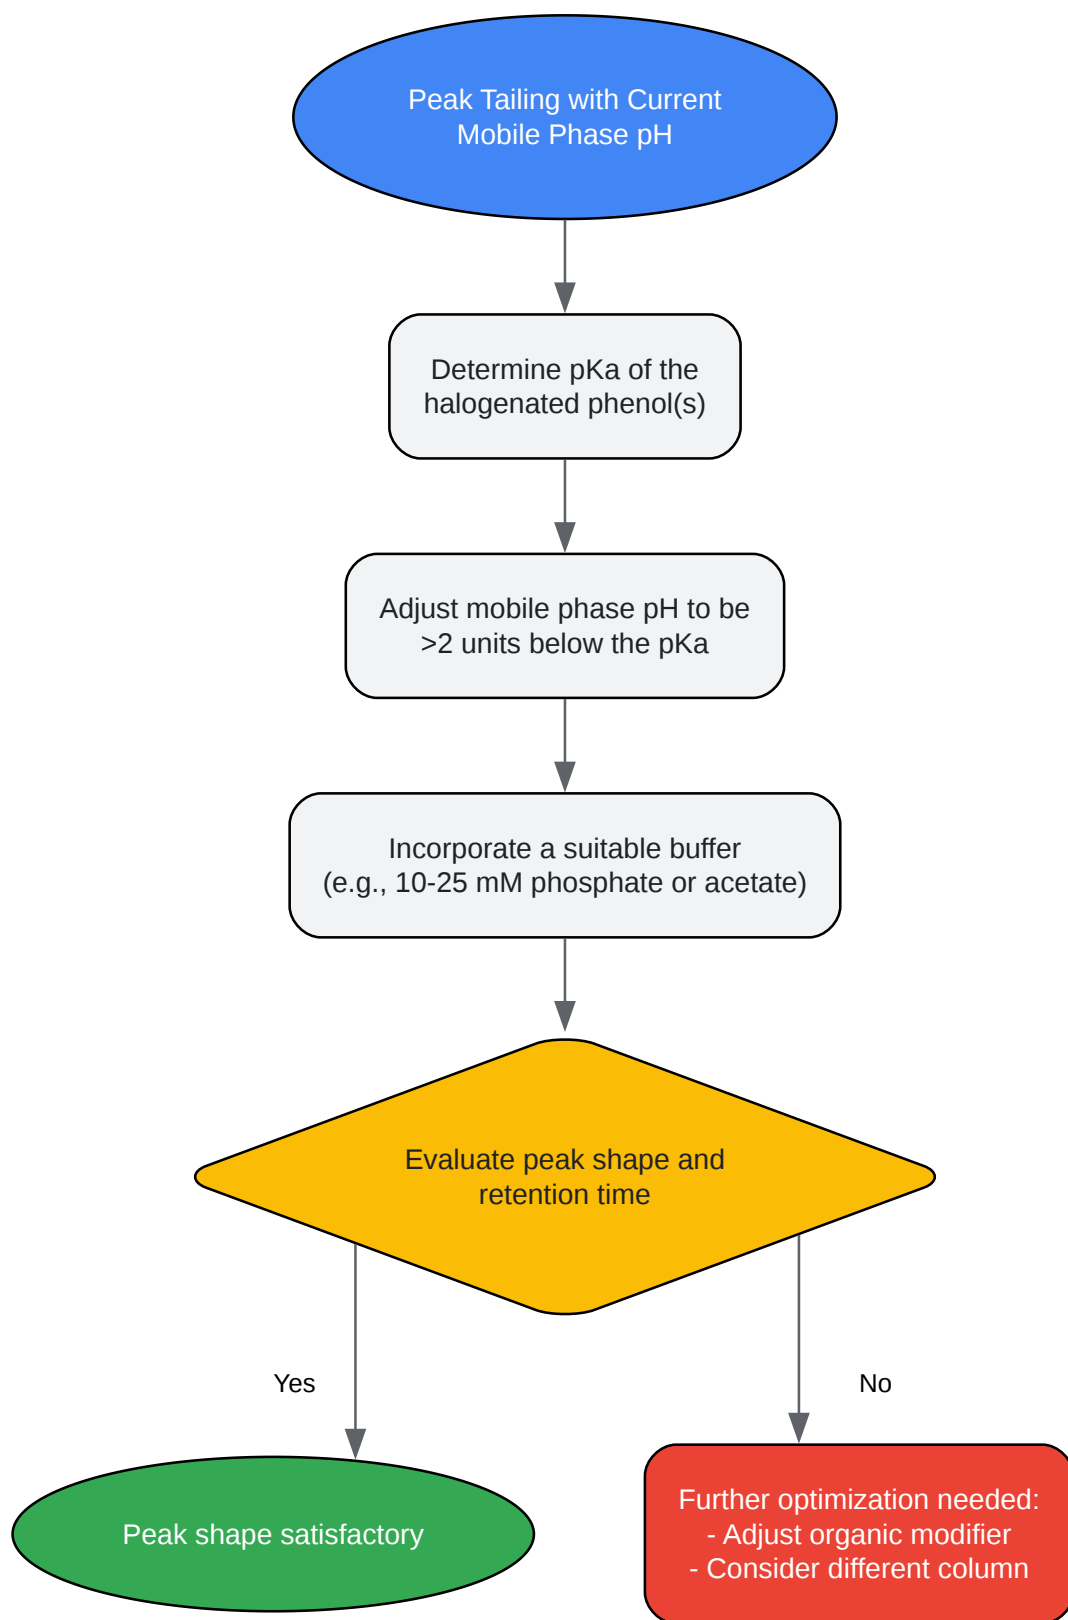 Peak Tailing with Current
Mobile Phase pH
Determine pKa of the
halogenated phenol(s)
Adjust mobile phase pH to be
>2 units below the pKa
Incorporate a suitable buffer
(e.g., 10-25 mM phosphate or acetate)
Evaluate peak shape and
retention time
Yes
No
Peak shape satisfactory
Further optimization needed:
- Adjust organic modifier
- Consider different column